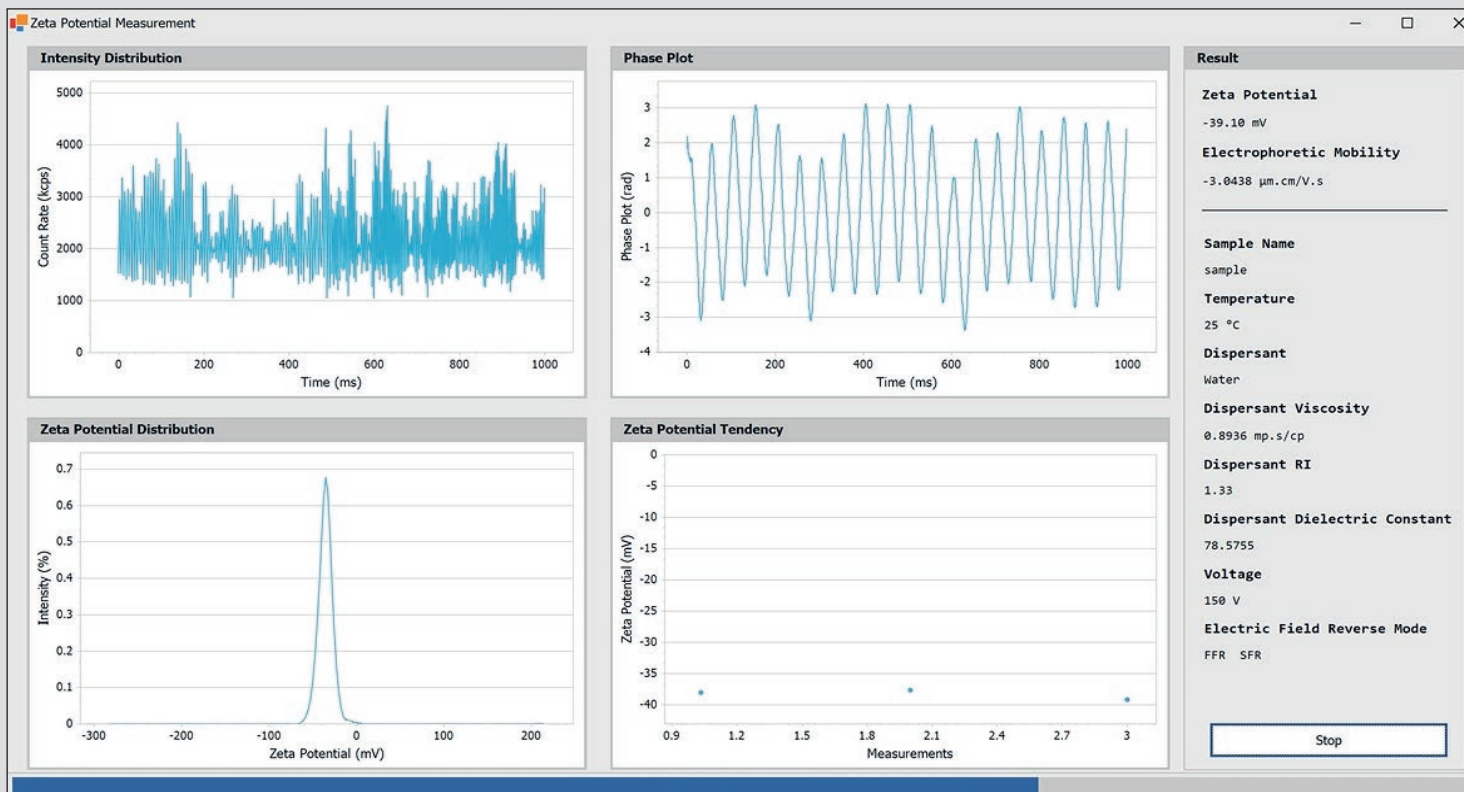 Zeta Potential Measurement
Intensity Distribution
5000
4000
3000
2000
1000
0
Count Rate (kcps)
0 200 400 600 800 1000
Time (ms)
Phase Plot
3
2
1
0
-1
-2
-3
-4
Phase Plot (rad)
0 200 400 600 800 1000
Time (ms)
Zeta Potential Distribution
0.7
0.6
0.5
0.4
0.3
0.2
0.1
0
Intensity (%)
-300 -200 -100 0 100 200
Zeta Potential (mV)
Zeta Potential Tendency
0
-5
-10
-15
-20
-25
-30
-35
-40
Zeta Potential (mV)
0.9 1.2 1.5 1.8 2.1 2.4 2.7 3
Measurements
Result
Zeta Potential
-39.10 mV
Electrophoretic Mobility
-3.0438 µm.cm/V.s
Sample Name
sample
Temperature
25 °C
Dispersant
Water
Dispersant Viscosity
0.8936 mp.s/cp
Dispersant RI
1.33
Dispersant Dielectric Constant
78.5755
Voltage
150 V
Electric Field Reverse Mode
FFR SFR
Stop